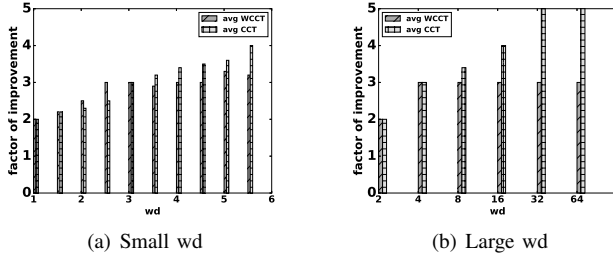 avg WCCT
avg CCT
factor of improvement
5
4
3
2
1
0
1 2 3 4 5 6
wd
(a) Small wd
avg WCCT
avg CCT
factor of improvement
5
4
3
2
1
0
2 4 8 16 32 64
wd
(b) Large wd